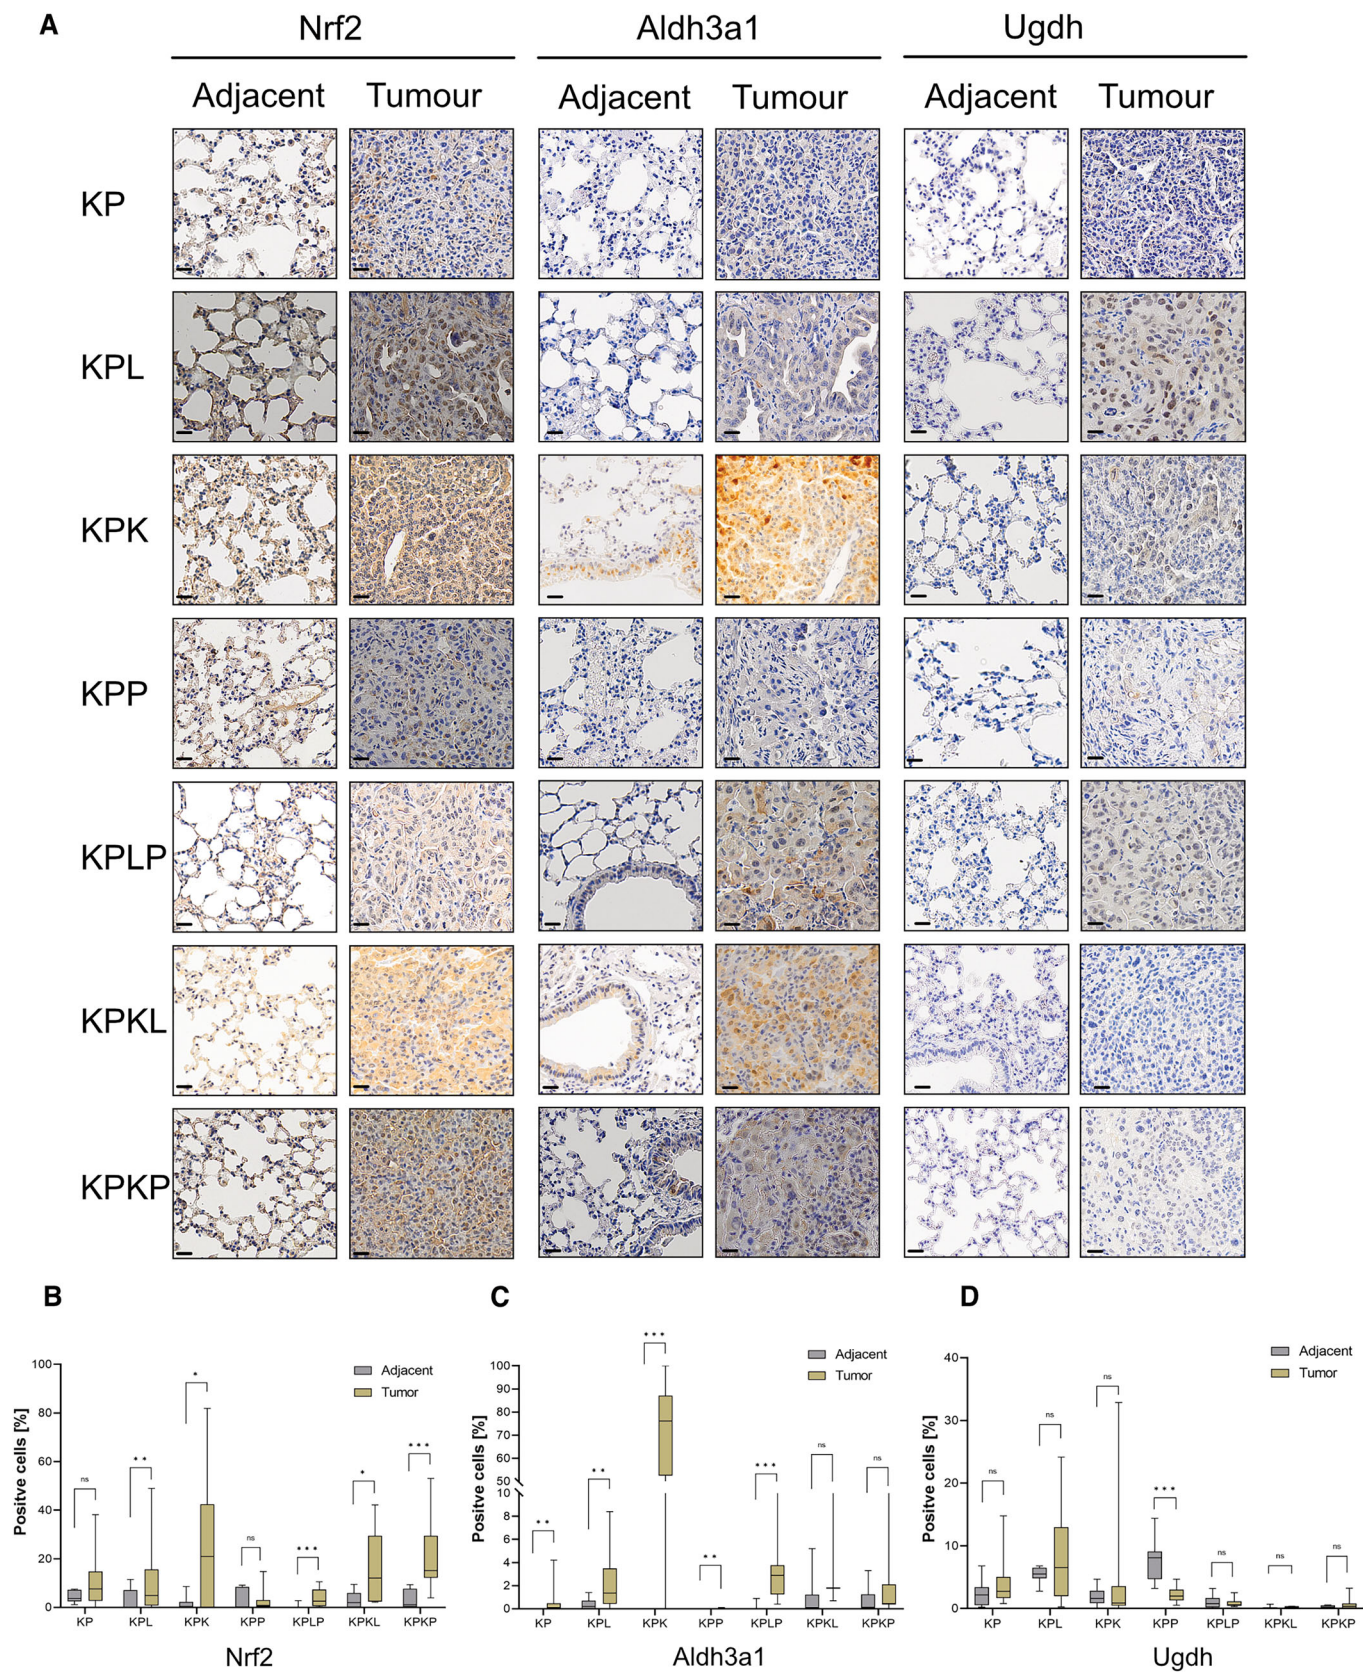 A
Nrf2 Aldh3a1 Ugdh
Adjacent Tumour Adjacent Tumour Adjacent Tumour
KP
KPL
KPK
KPP
KPLP
KPKL
KPKP
B
Positve cells [%]
100
80
60
40
20
0
ns
* *
*
ns
* * *
*
* * *
Adjacent
Tumor
KP KPL KPK KPP KPLP KPKL KPKP
Nrf2
C
Positve cells [%]
100
90
80
70
60
50
10
8
6
4
2
0
* *
* *
* * *
* *
* * *
ns
ns
Adjacent
Tumor
KP KPL KPK KPP KPLP KPKL KPKP
Aldh3a1
D
Positve cells [%]
40
30
20
10
0
ns
ns
ns
* * *
ns
ns
ns
Adjacent
Tumor
KP KPL KPK KPP KPLP KPKL KPKP
Ugdh